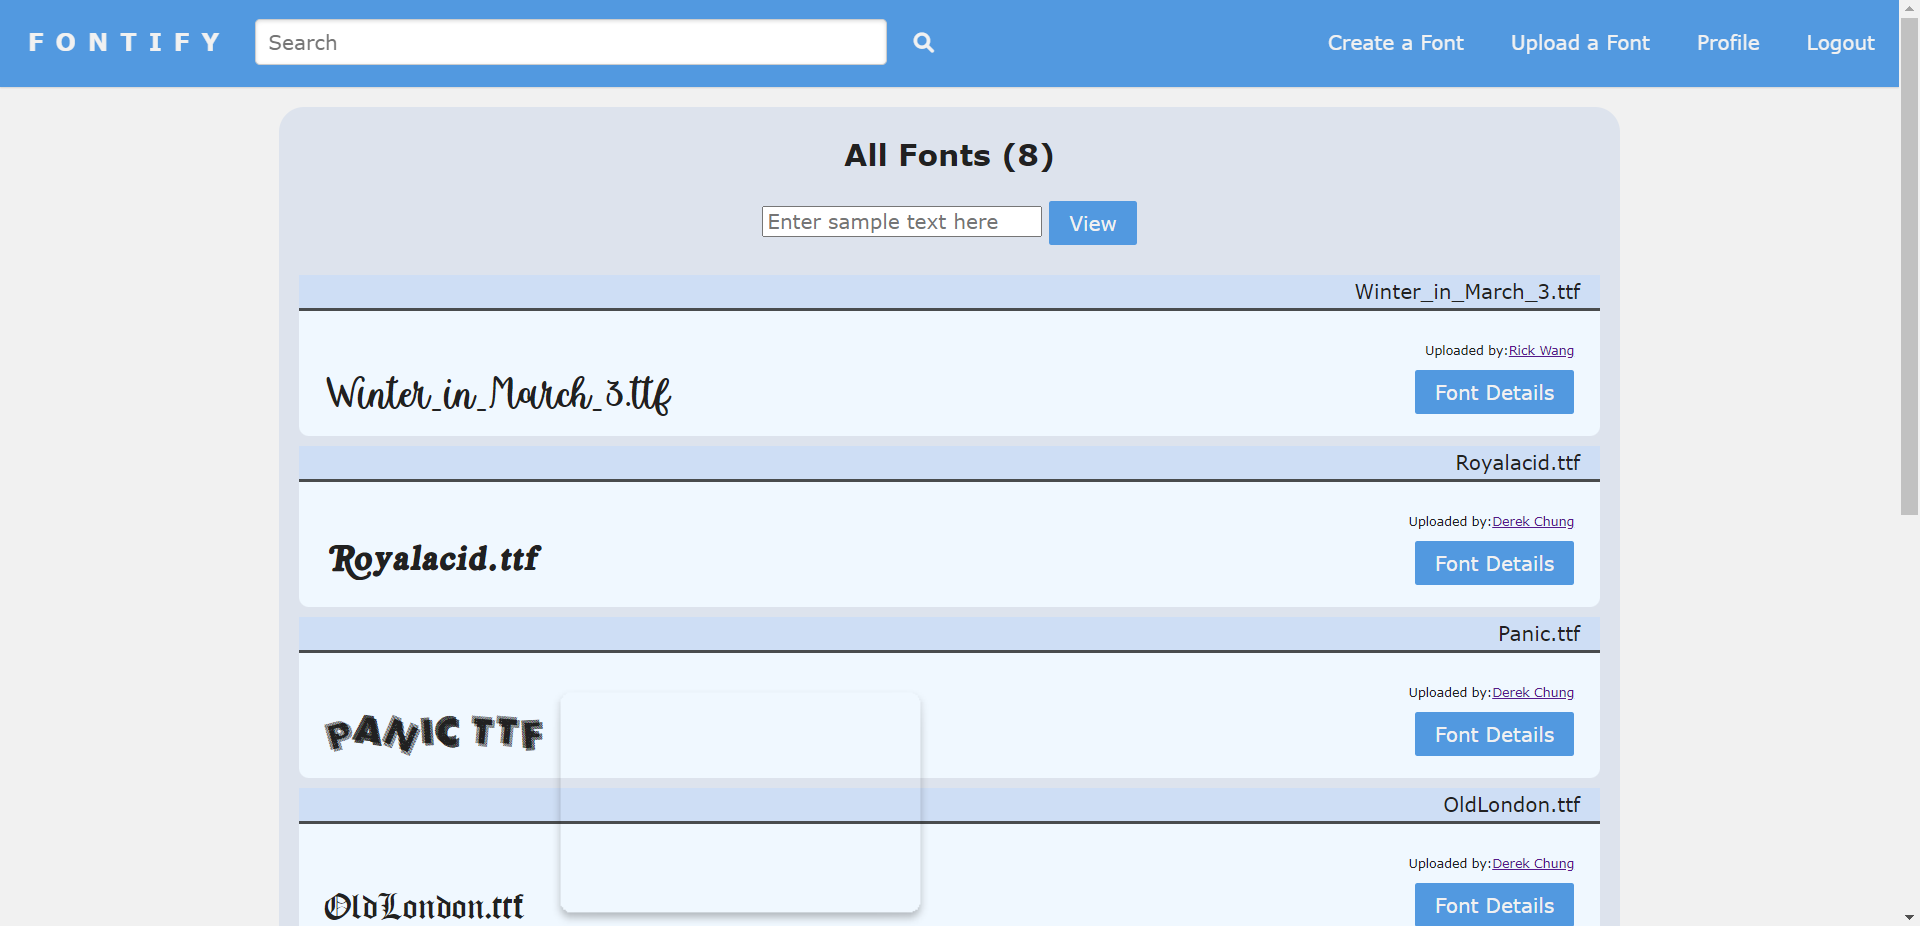 FONTIFY
Search
Create a Font
Upload a Font
Profile
Logout
All Fonts (8)
Enter sample text here
View
Winter_in_March_3.ttf
Uploaded by:Rick Wang
Winter_in_March_3.ttf
Font Details
Royalacid.ttf
Uploaded by:Derek Chung
Royalacid.ttf
Font Details
Panic.ttf
Uploaded by:Derek Chung
PANIC TTF
Font Details
OldLondon.ttf
Uploaded by:Derek Chung
OldLondon.ttf
Font Details